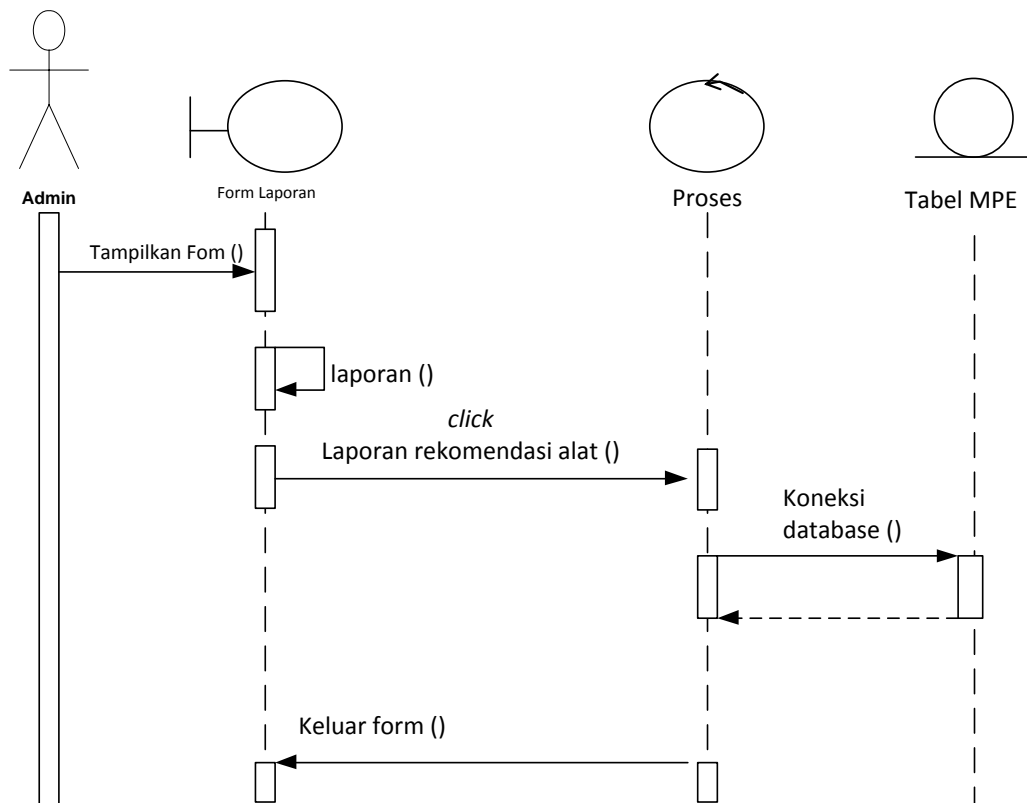 Admin
Form Laporan
Proses
Tabel MPE
Tampilkan Fom ()
laporan ()
click
Laporan rekomendasi alat ()
Koneksi
database ()
Keluar form ()